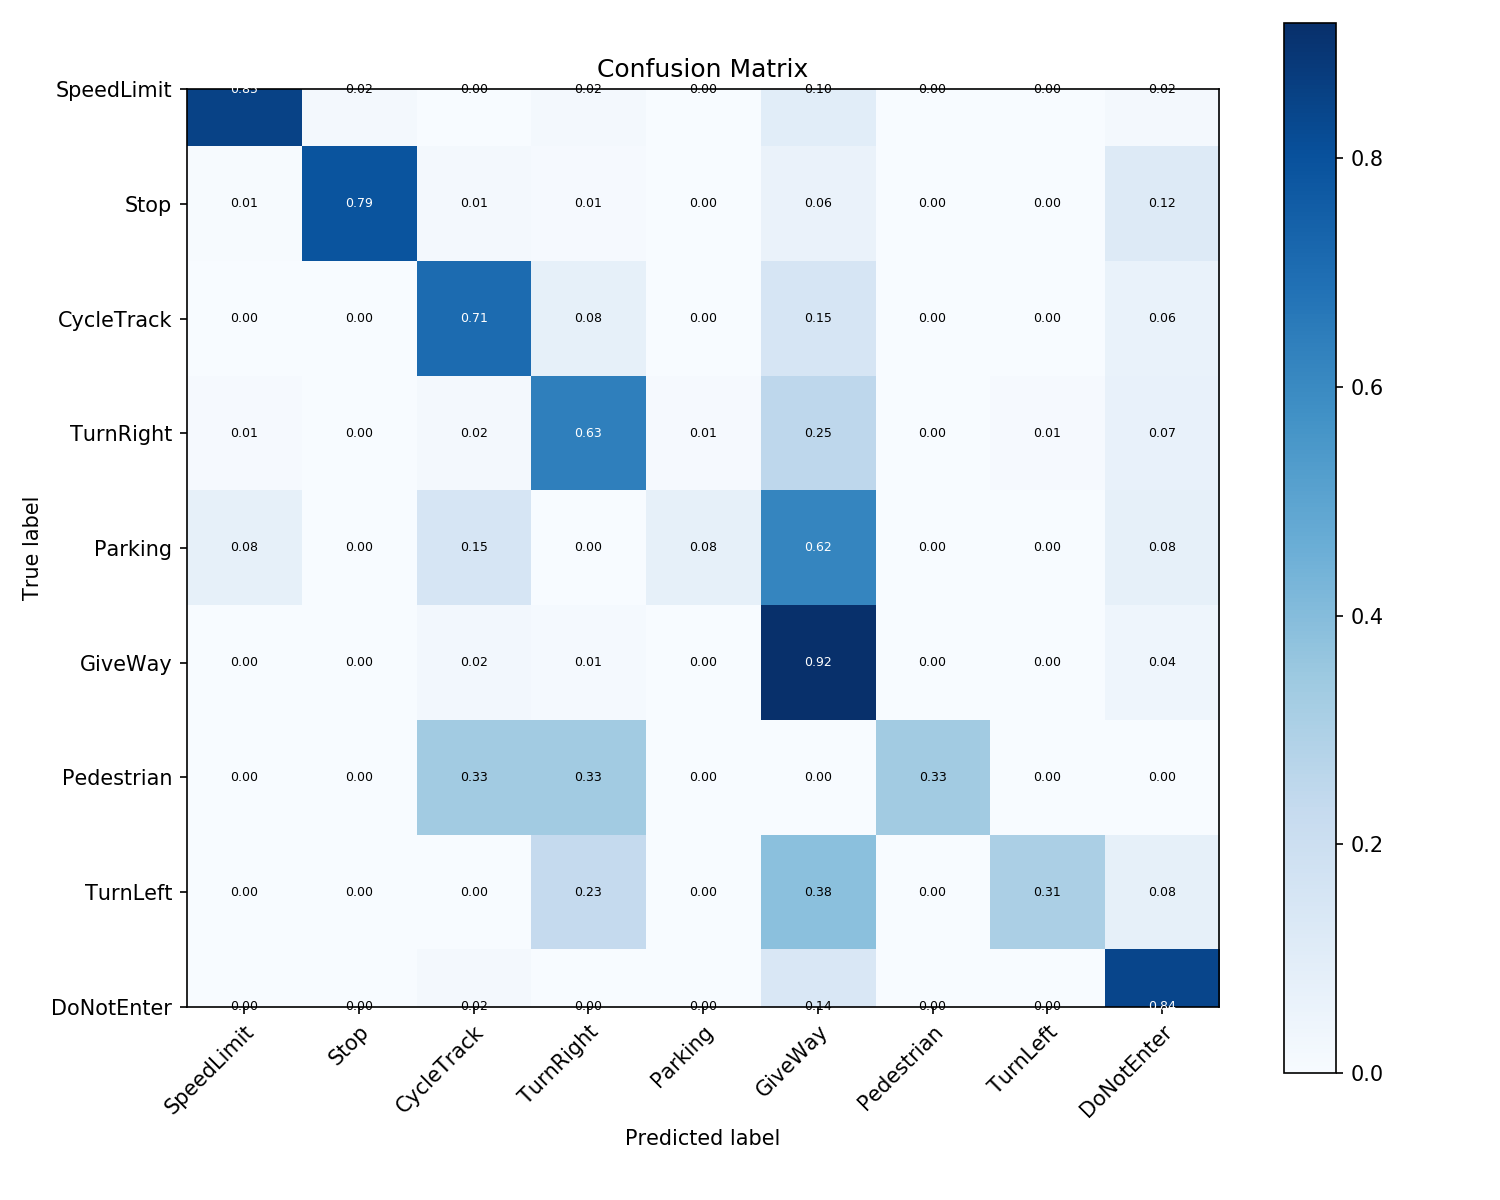 Confusion Matrix
SpeedLimit 0.85 0.02 0.00 0.02 0.00 0.10 0.00 0.00 0.02
Stop 0.01 0.79 0.01 0.01 0.00 0.06 0.00 0.00 0.12
CycleTrack 0.00 0.00 0.71 0.08 0.00 0.15 0.00 0.00 0.06
TurnRight 0.01 0.00 0.02 0.63 0.01 0.25 0.00 0.01 0.07
Parking 0.08 0.00 0.15 0.00 0.08 0.62 0.00 0.00 0.08
GiveWay 0.00 0.00 0.02 0.01 0.00 0.92 0.00 0.00 0.04
Pedestrian 0.00 0.00 0.33 0.33 0.00 0.00 0.33 0.00 0.00
TurnLeft 0.00 0.00 0.00 0.23 0.00 0.38 0.00 0.31 0.08
DoNotEnter 0.00 0.00 0.02 0.00 0.00 0.14 0.00 0.00 0.84
True label
SpeedLimit Stop CycleTrack TurnRight Parking GiveWay Pedestrian TurnLeft DoNotEnter
Predicted label
0.8
0.6
0.4
0.2
0.0